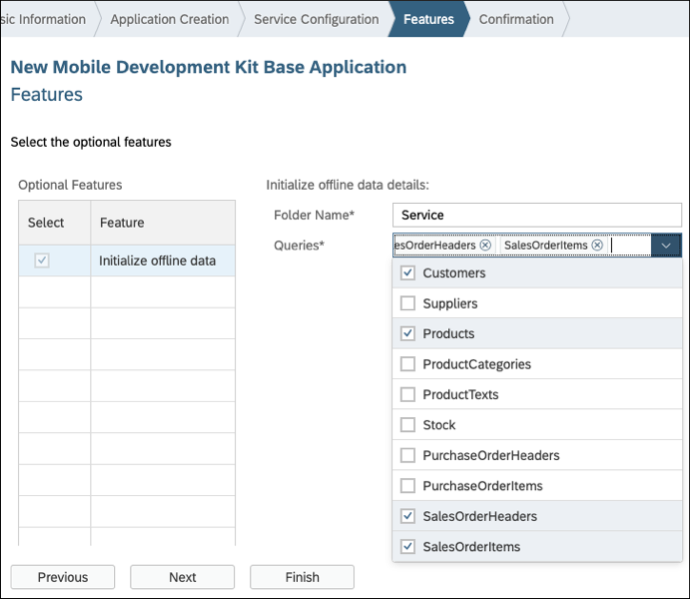 sic Information Application Creation Service Configuration Features Confirmation
New Mobile Development Kit Base Application
Features
Select the optional features
Optional Features
Select Feature
Initialize offline data
Initialize offline data details:
Folder Name* Service
Queries* esOrderHeaders SalesOrderItems
Customers
Suppliers
Products
ProductCategories
ProductTexts
Stock
PurchaseOrderHeaders
PurchaseOrderItems
SalesOrderHeaders
SalesOrderItems
Previous Next Finish